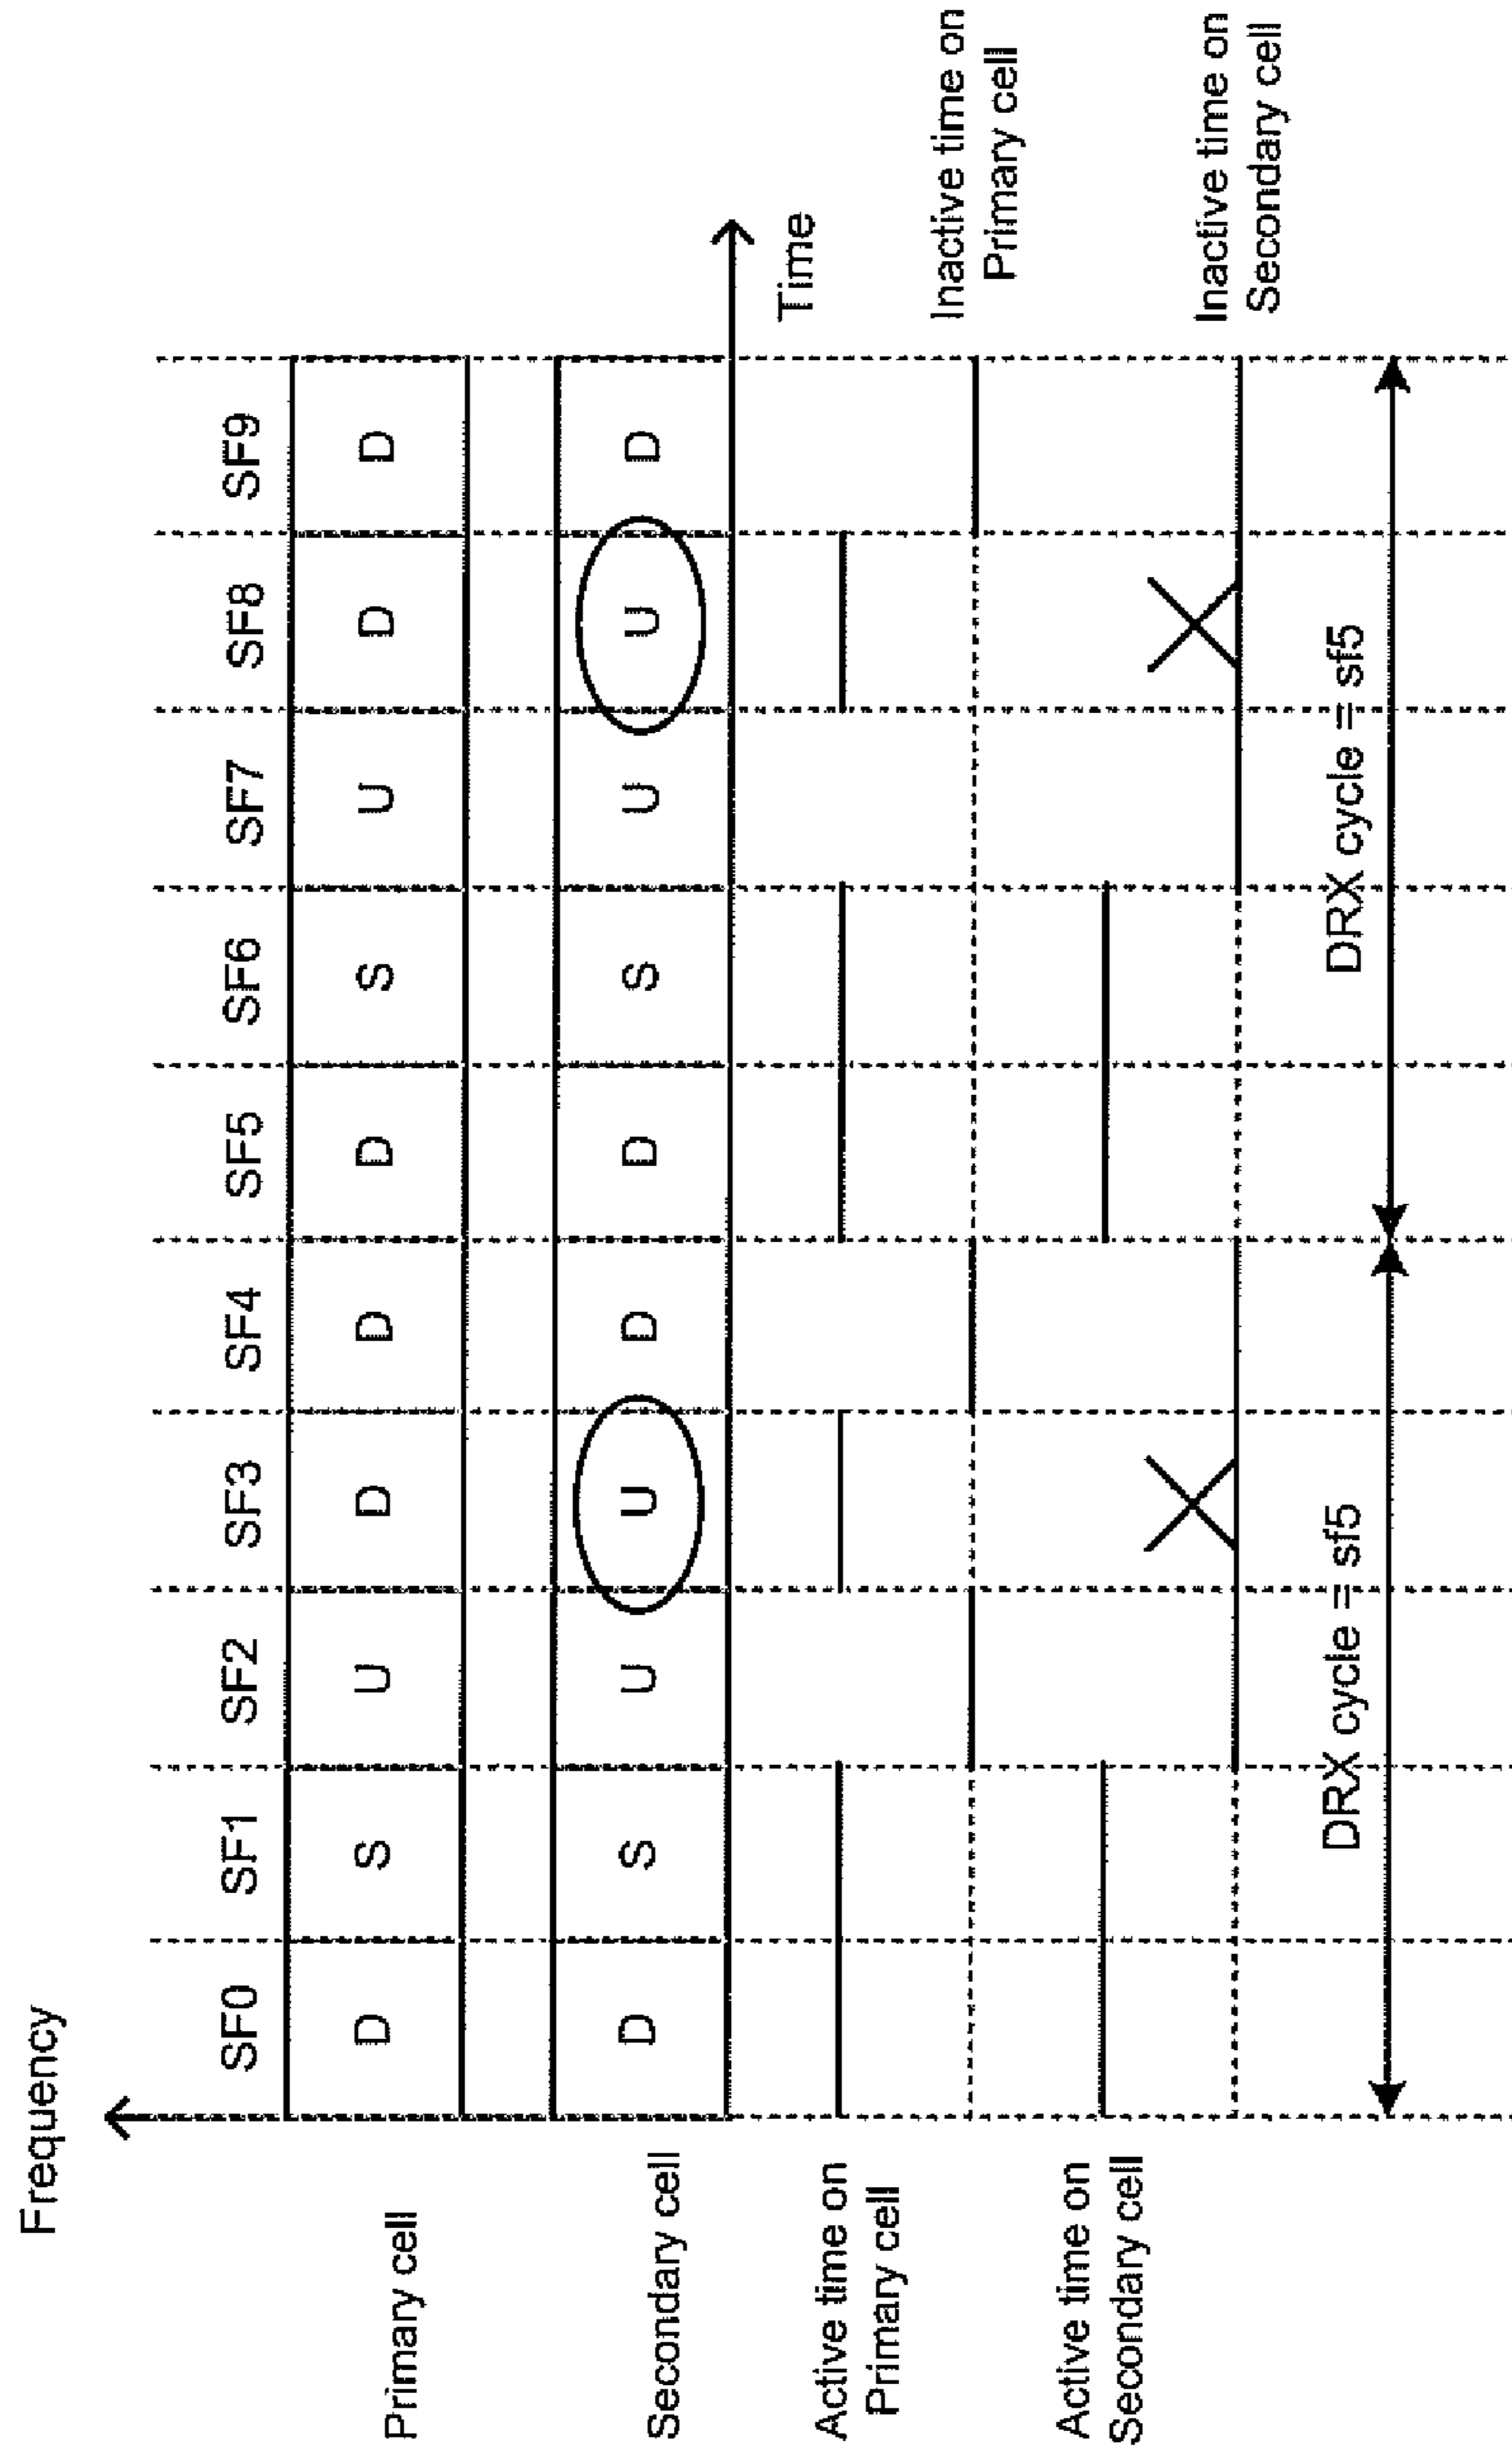 Frequency
SF0 SF1 SF2 SF3 SF4 SF5 SF6 SF7 SF8 SF9
Primary cell D S U D D D S U D D
Secondary cell D S U U D D S U U D
Time
Active time on
Primary cell
Inactive time on
Primary cell
Active time on
Secondary cell
Inactive time on
Secondary cell
DRX cycle = sf5 DRX cycle = sf5